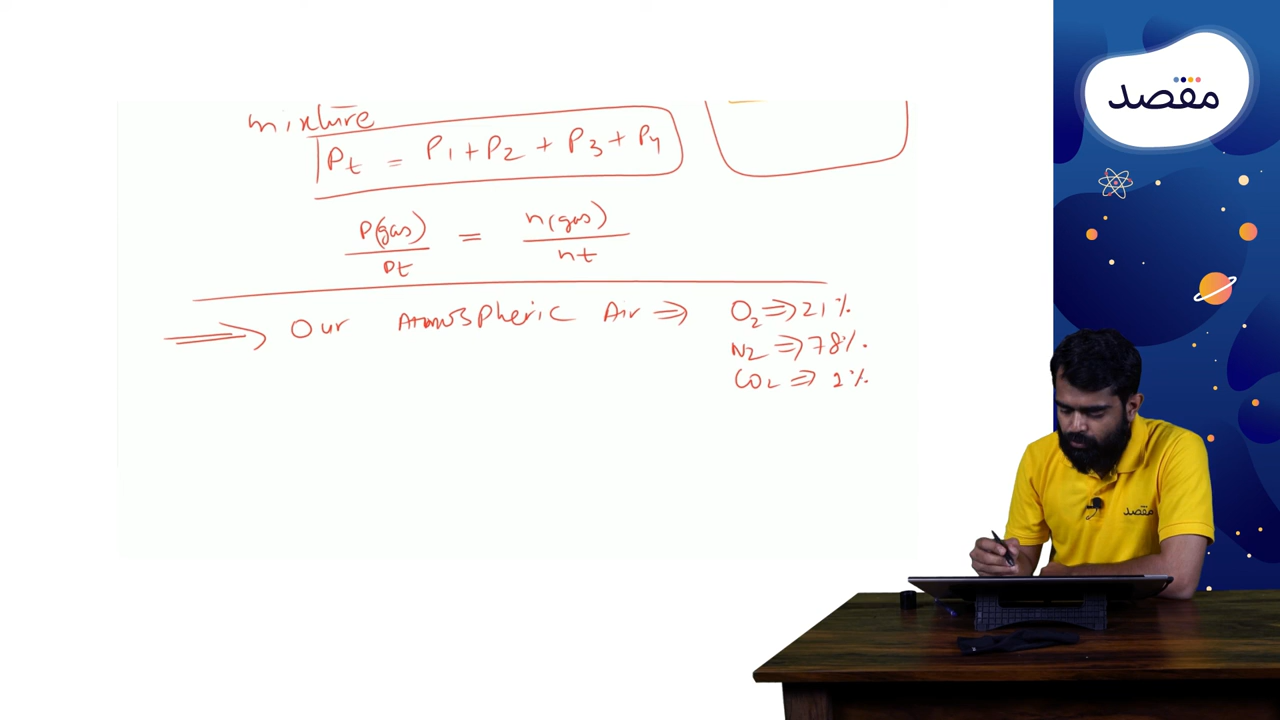 mixture
Pt = P1 + P2 + P3 + P4
P(gas) / Pt = n(gas) / nt
⟹ Our Atmospheric Air ⇒ O2 ⇒ 21%
N2 ⇒ 78%.
CO2 ⇒ 1%.
مقصد
مقصد